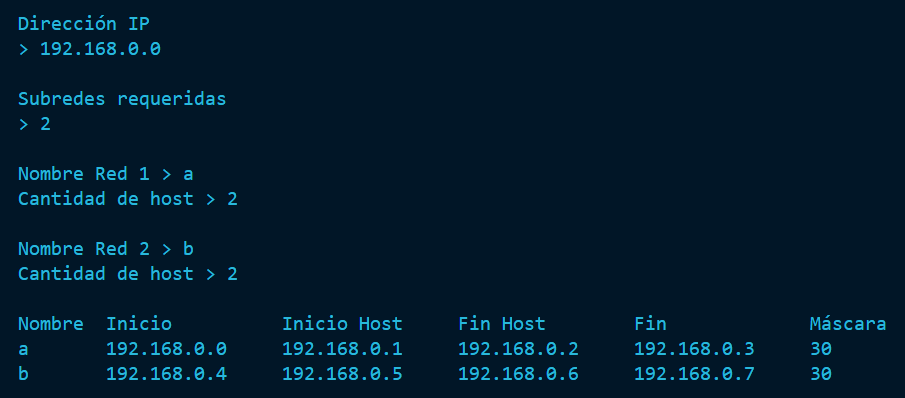 Dirección IP
> 192.168.0.0
Subredes requeridas
> 2
Nombre Red 1 > a
Cantidad de host > 2
Nombre Red 2 > b
Cantidad de host > 2
Nombre Inicio Inicio Host Fin Host Fin Máscara
a 192.168.0.0 192.168.0.1 192.168.0.2 192.168.0.3 30
b 192.168.0.4 192.168.0.5 192.168.0.6 192.168.0.7 30